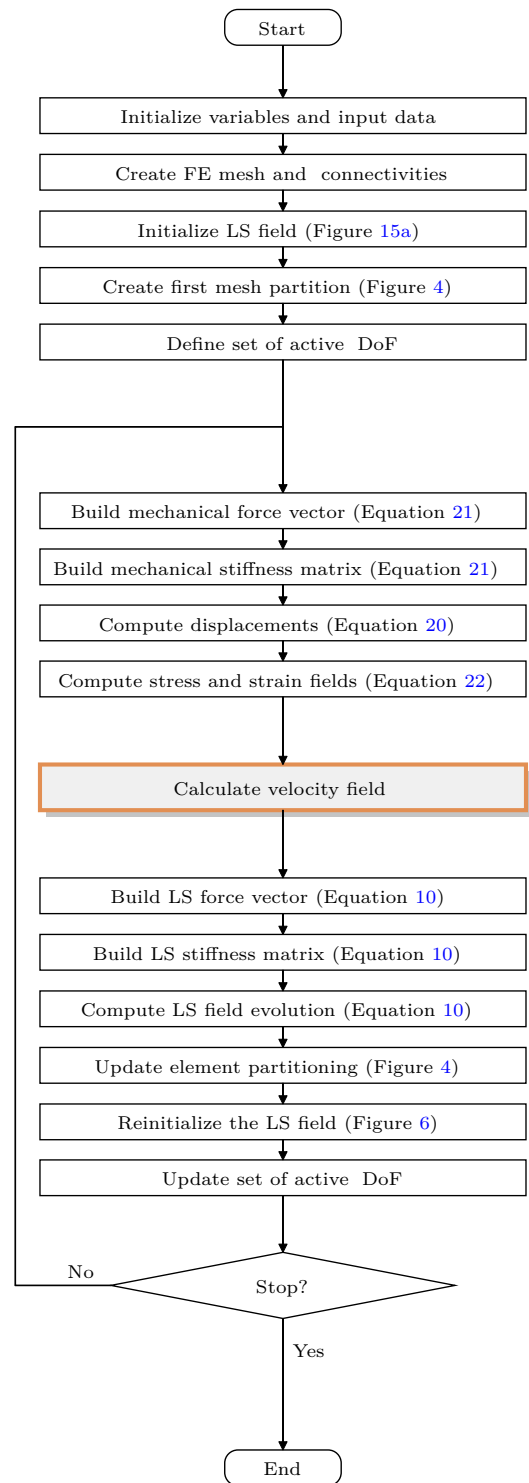 Start
Initialize variables and input data
Create FE mesh and connectivities
Initialize LS field (Figure 15a)
Create first mesh partition (Figure 4)
Define set of active DoF
Build mechanical force vector (Equation 21)
Build mechanical stiffness matrix (Equation 21)
Compute displacements (Equation 20)
Compute stress and strain fields (Equation 22)
Calculate velocity field
Build LS force vector (Equation 10)
Build LS stiffness matrix (Equation 10)
Compute LS field evolution (Equation 10)
Update element partitioning (Figure 4)
Reinitialize the LS field (Figure 6)
Update set of active DoF
No
Stop?
Yes
End